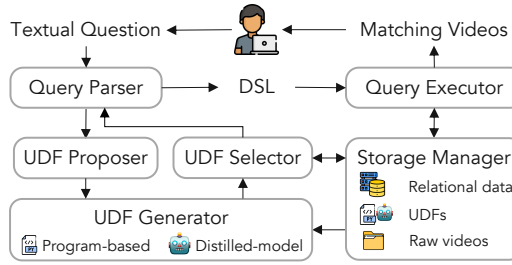 Textual Question
Matching Videos
Query Parser
DSL
Query Executor
UDF Proposer
UDF Selector
Storage Manager
Relational data
UDFs
Raw videos
UDF Generator
Program-based
Distilled-model